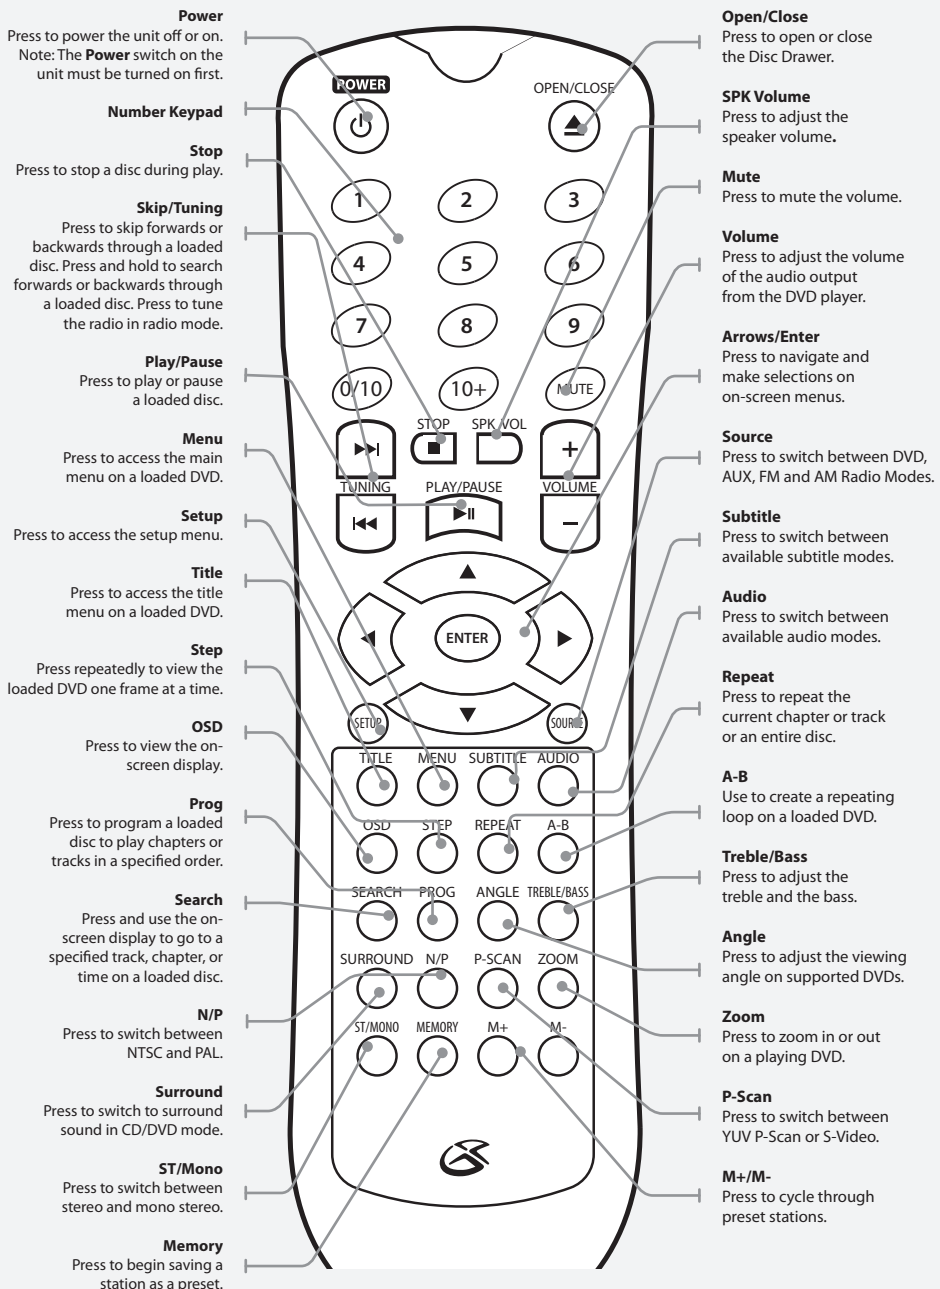 Power
Press to power the unit off or on.
Note: The Power switch on the
unit must be turned on first.
Number Keypad
Stop
Press to stop a disc during play.
Skip/Tuning
Press to skip forwards or
backwards through a loaded
disc. Press and hold to search
forwards or backwards through
a loaded disc. Press to tune
the radio in radio mode.
Play/Pause
Press to play or pause
a loaded disc.
Menu
Press to access the main
menu on a loaded DVD.
Setup
Press to access the setup menu.
Title
Press to access the title
menu on a loaded DVD.
Step
Press repeatedly to view the
loaded DVD one frame at a time.
OSD
Press to view the on-
screen display.
Prog
Press to program a loaded
disc to play chapters or
tracks in a specified order.
Search
Press and use the on-
screen display to go to a
specified track, chapter, or
time on a loaded disc.
N/P
Press to switch between
NTSC and PAL.
Surround
Press to switch to surround
sound in CD/DVD mode.
ST/Mono
Press to switch between
stereo and mono stereo.
Memory
Press to begin saving a
station as a preset.
POWER OPEN/CLOSE
1 2 3
4 5 6
7 8 9
0/10 10+ MUTE
STOP SPK VOL
+
TUNING PLAY/PAUSE VOLUME
−
ENTER
SETUP SOURCE
TITLE MENU SUBTITLE AUDIO
OSD STEP REPEAT A-B
SEARCH PROG ANGLE TREBLE/BASS
SURROUND N/P P-SCAN ZOOM
ST/MONO MEMORY M+ M-
Open/Close
Press to open or close
the Disc Drawer.
SPK Volume
Press to adjust the
speaker volume.
Mute
Press to mute the volume.
Volume
Press to adjust the volume
of the audio output
from the DVD player.
Arrows/Enter
Press to navigate and
make selections on
on-screen menus.
Source
Press to switch between DVD,
AUX, FM and AM Radio Modes.
Subtitle
Press to switch between
available subtitle modes.
Audio
Press to switch between
available audio modes.
Repeat
Press to repeat the
current chapter or track
or an entire disc.
A-B
Use to create a repeating
loop on a loaded DVD.
Treble/Bass
Press to adjust the
treble and the bass.
Angle
Press to adjust the viewing
angle on supported DVDs.
Zoom
Press to zoom in or out
on a playing DVD.
P-Scan
Press to switch between
YUV P-Scan or S-Video.
M+/M-
Press to cycle through
preset stations.